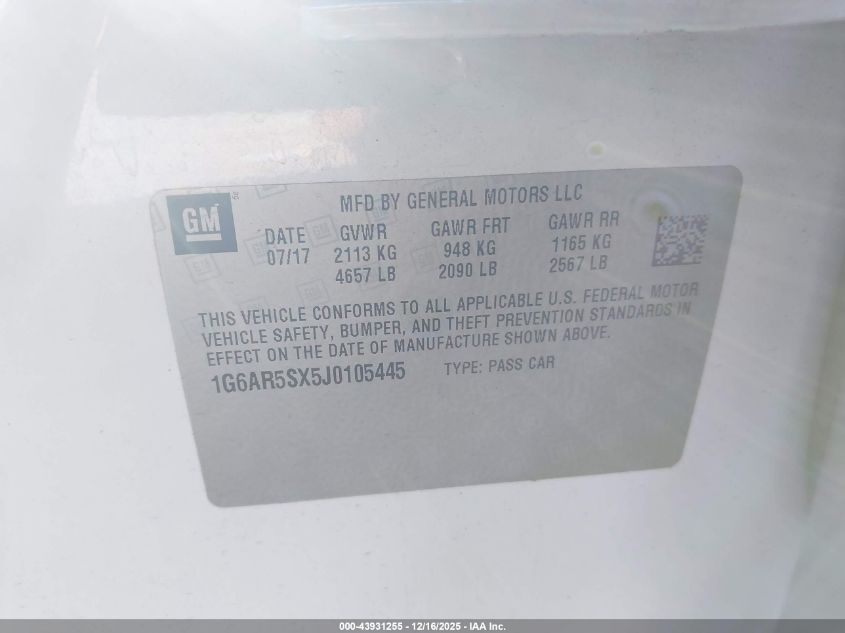 GM
MFD BY GENERAL MOTORS LLC
DATE GVWR GAWR FRT GAWR RR
07/17 2113 KG 948 KG 1165 KG
4657 LB 2090 LB 2567 LB
THIS VEHICLE CONFORMS TO ALL APPLICABLE U.S. FEDERAL MOTOR
VEHICLE SAFETY, BUMPER, AND THEFT PREVENTION STANDARDS IN
EFFECT ON THE DATE OF MANUFACTURE SHOWN ABOVE.
1G6AR5SX5J0105445 TYPE: PASS CAR
000-43931255 - 12/16/2025 - IAA Inc.